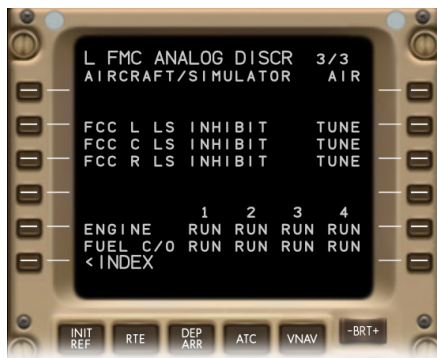 L FMC ANALOG DISCR 3/3
AIRCRAFT/SIMULATOR AIR
FCC L LS INHIBIT TUNE
FCC C LS INHIBIT TUNE
FCC R LS INHIBIT TUNE
1 2 3 4
ENGINE RUN RUN RUN RUN
FUEL C/O RUN RUN RUN RUN
<INDEX
INIT REF RTE DEP ARR ATC VNAV -BRT+